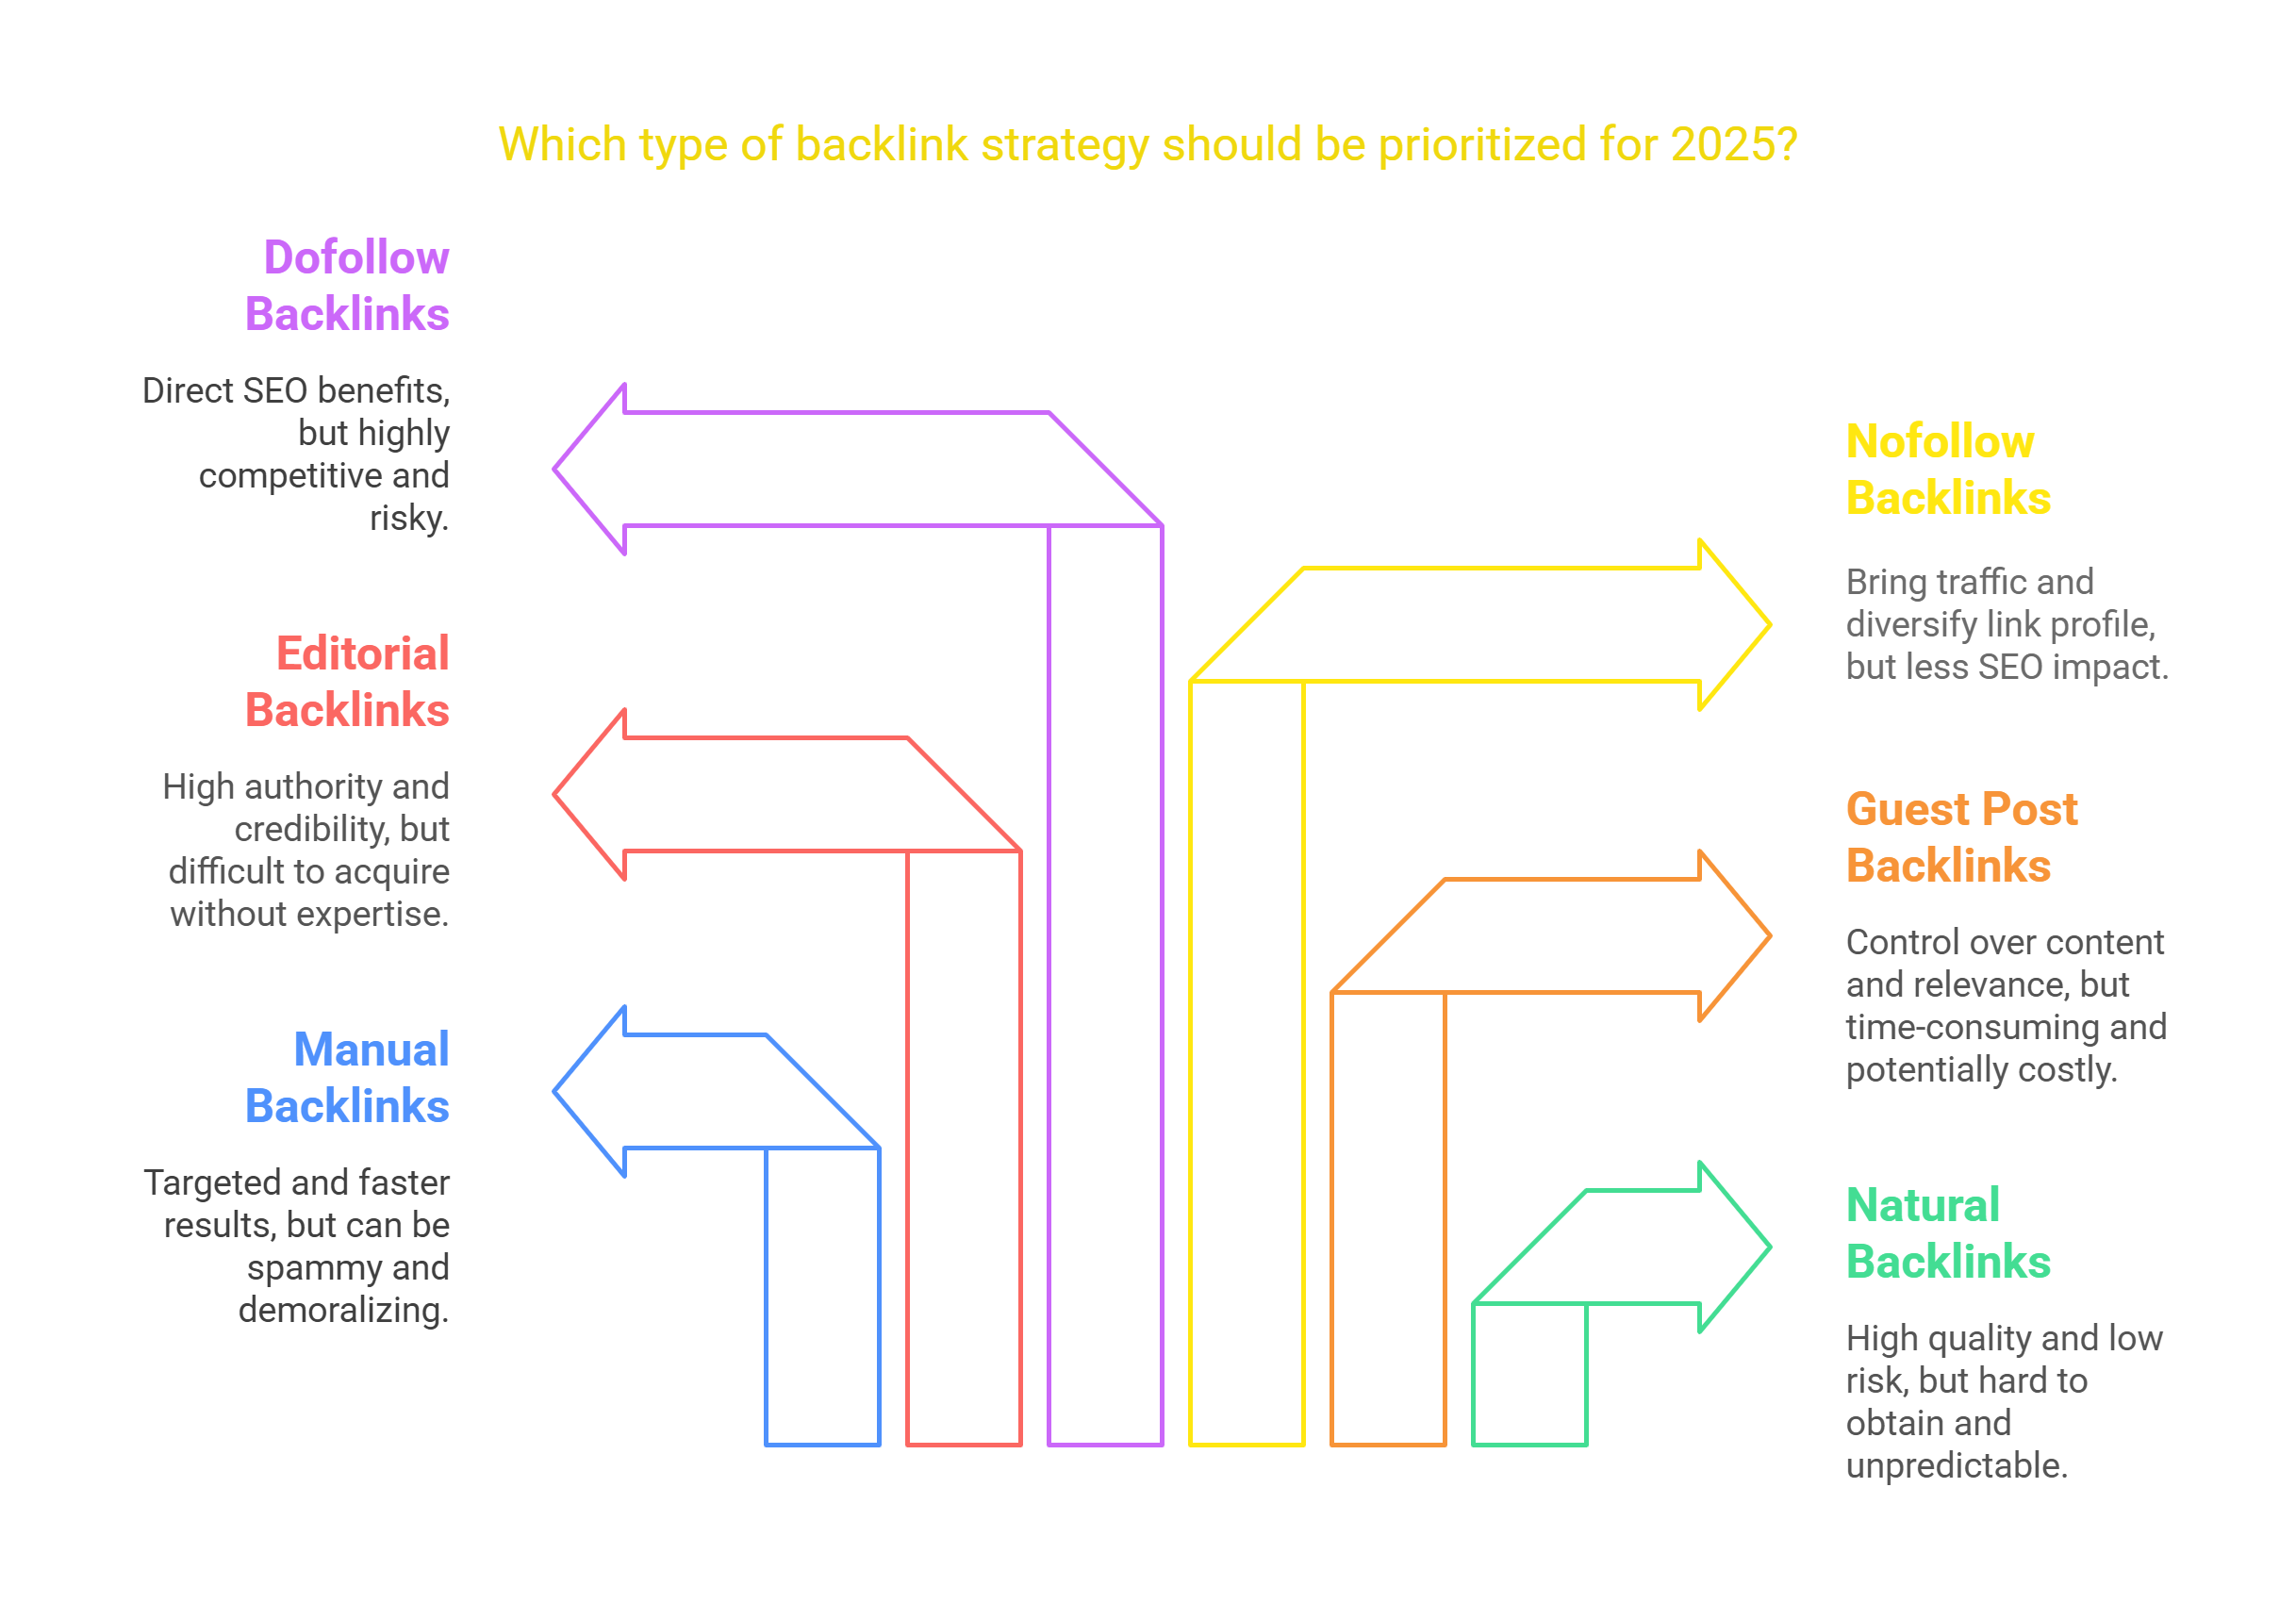 Which type of backlink strategy should be prioritized for 2025?
Dofollow
Backlinks
Direct SEO benefits,
but highly
competitive and
risky.
Editorial
Backlinks
High authority and
credibility, but
difficult to acquire
without expertise.
Manual
Backlinks
Targeted and faster
results, but can be
spammy and
demoralizing.
Nofollow
Backlinks
Bring traffic and
diversify link profile,
but less SEO impact.
Guest Post
Backlinks
Control over content
and relevance, but
time-consuming and
potentially costly.
Natural
Backlinks
High quality and low
risk, but hard to
obtain and
unpredictable.